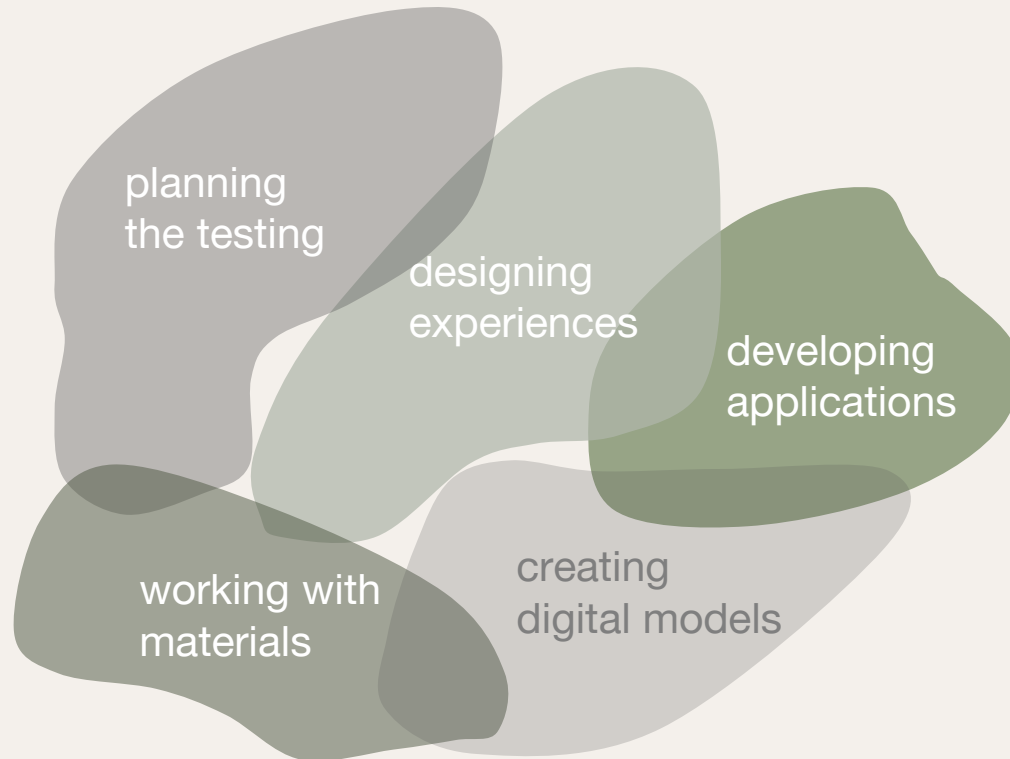 planning
the testing
designing
experiences
developing
applications
creating
digital models
working with
materials